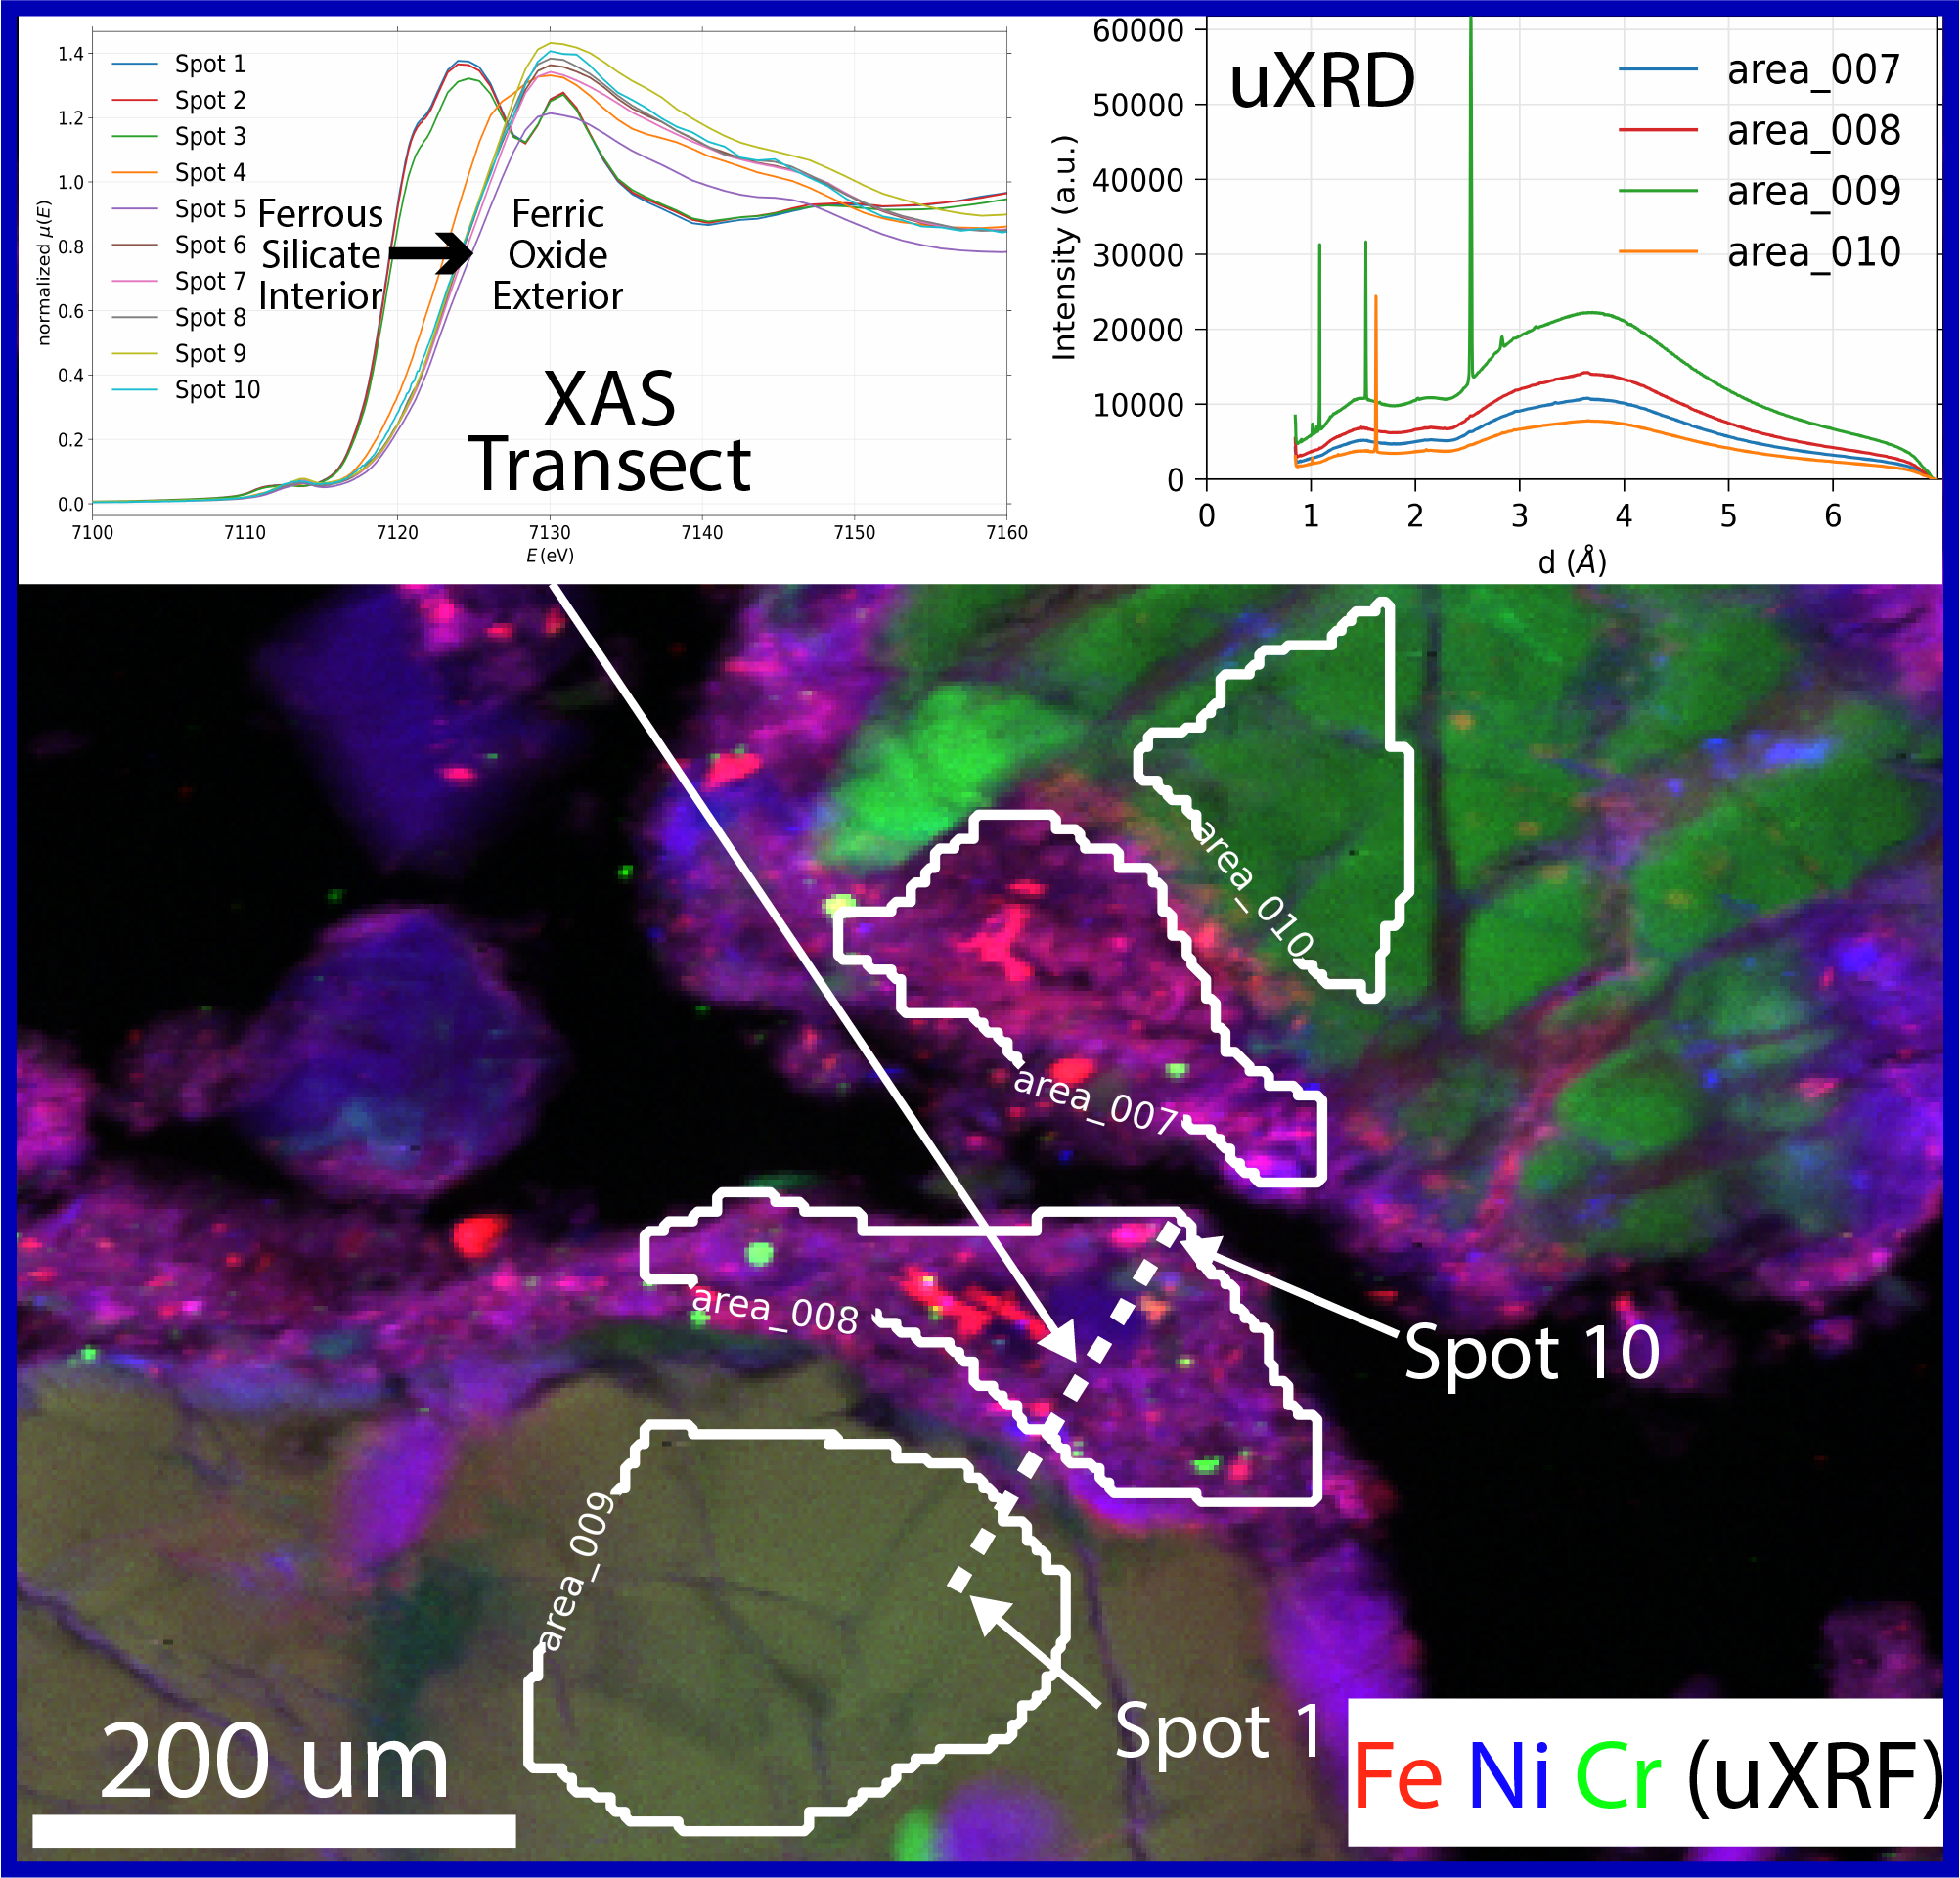 1.4
1.2
1.0
0.8
0.6
0.4
0.2
0.0
normalized μ(E)
Spot 1
Spot 2
Spot 3
Spot 4
Spot 5
Spot 6
Spot 7
Spot 8
Spot 9
Spot 10
Ferrous
Silicate
Interior
Ferric
Oxide
Exterior
XAS
Transect
7100 7110 7120 7130 7140 7150 7160
E (eV)
60000
50000
40000
30000
20000
10000
0
Intensity (a.u.)
uXRD
area_007
area_008
area_009
area_010
0 1 2 3 4 5 6
d (Å)
area_010
area_007
area_008
Spot 10
area_009
Spot 1
200 um
Fe Ni Cr (uXRF)